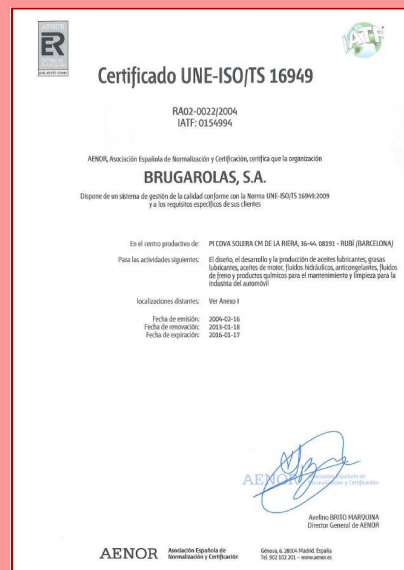 AENOR
ER
IATF
Certificado UNE-ISO/TS 16949
RA02-0022/2004
IATF: 0154994
AENOR, Asociación Española de Normalización y Certificación, certifica que la organización
BRUGAROLAS, S.A.
Dispone de un sistema de gestión de la calidad conforme con la Norma UNE-ISO/TS 16949:2009
y a los requisitos específicos de sus clientes
En el centro productivo de: PI COVA SOLERA CM DE LA RIERA, 36-44. 08191 - RUBÍ (BARCELONA)
Para las actividades siguientes: El diseño, el desarrollo y la producción de aceites lubricantes, grasas
lubricantes, aceites de motor, fluidos hidráulicos, anticongelantes, fluidos
de freno y productos químicos para el mantenimiento y limpieza para la
industria del automóvil
localizaciones distantes: Ver Anexo I
Fecha de emisión: 2004-02-16
Fecha de renovación: 2013-01-18
Fecha de expiración: 2016-01-17
AENOR Asociación Española de
Normalización y Certificación
Avelino BRITO MARQUINA
Director General de AENOR
AENOR Asociación Española de
Normalización y Certificación
Génova, 6. 28004 Madrid. España
Tel. 902 102 201 – www.aenor.es